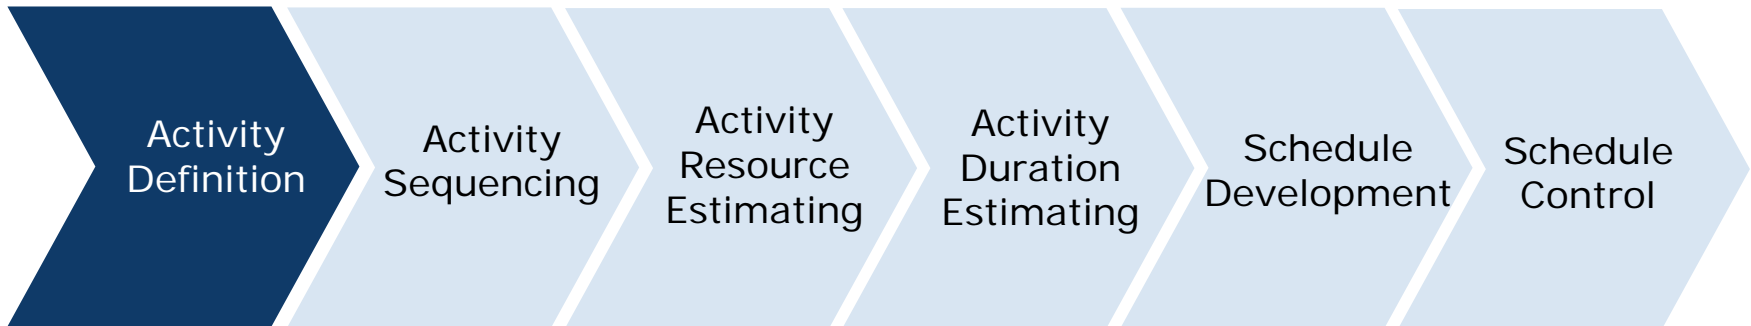 Activity
Definition
Activity
Sequencing
Activity
Resource
Estimating
Activity
Duration
Estimating
Schedule
Development
Schedule
Control